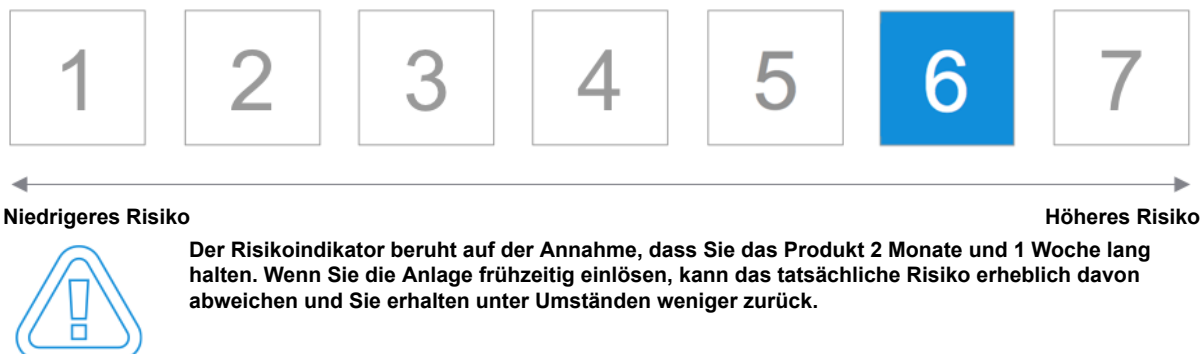 1 2 3 4 5 6 7
Niedrigeres Risiko Höheres Risiko
Der Risikoindikator beruht auf der Annahme, dass Sie das Produkt 2 Monate und 1 Woche lang
halten. Wenn Sie die Anlage frühzeitig einlösen, kann das tatsächliche Risiko erheblich davon
abweichen und Sie erhalten unter Umständen weniger zurück.